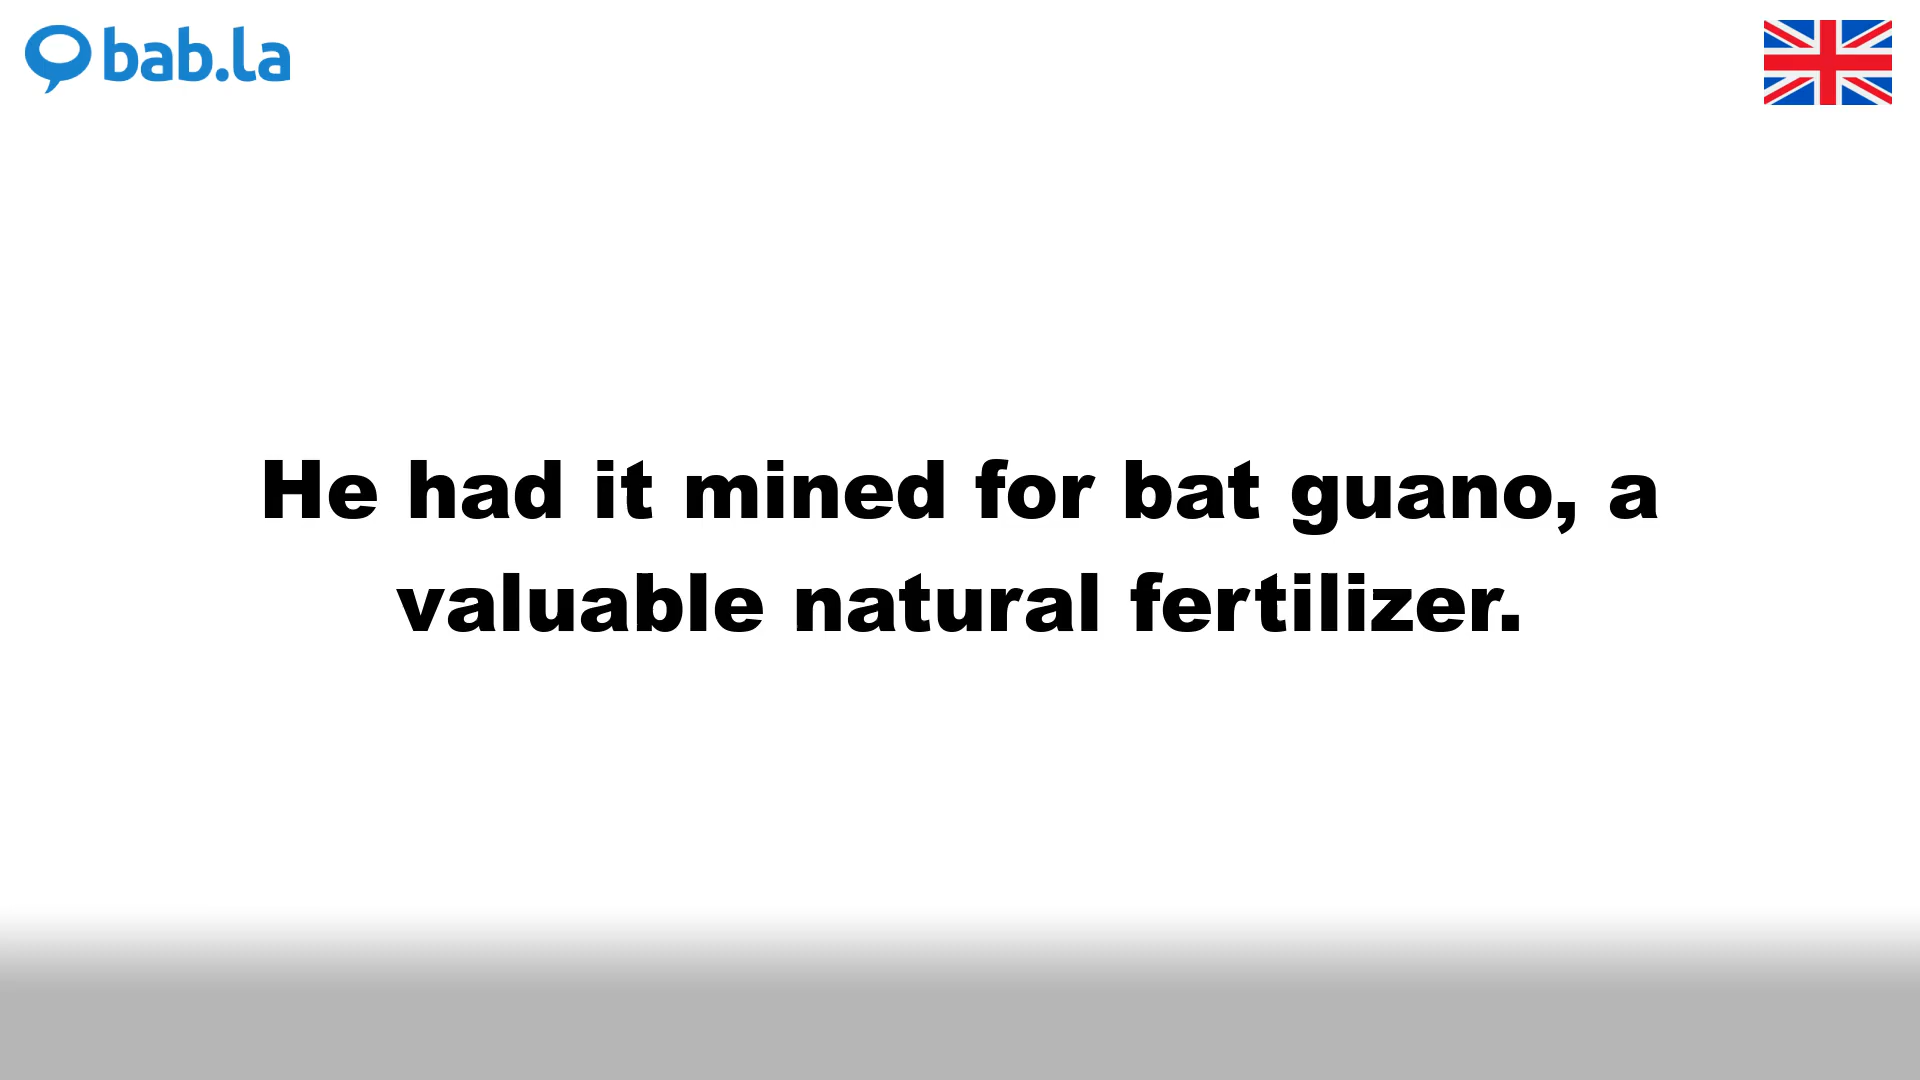 bab.la
He had it mined for bat guano, a
valuable natural fertilizer.